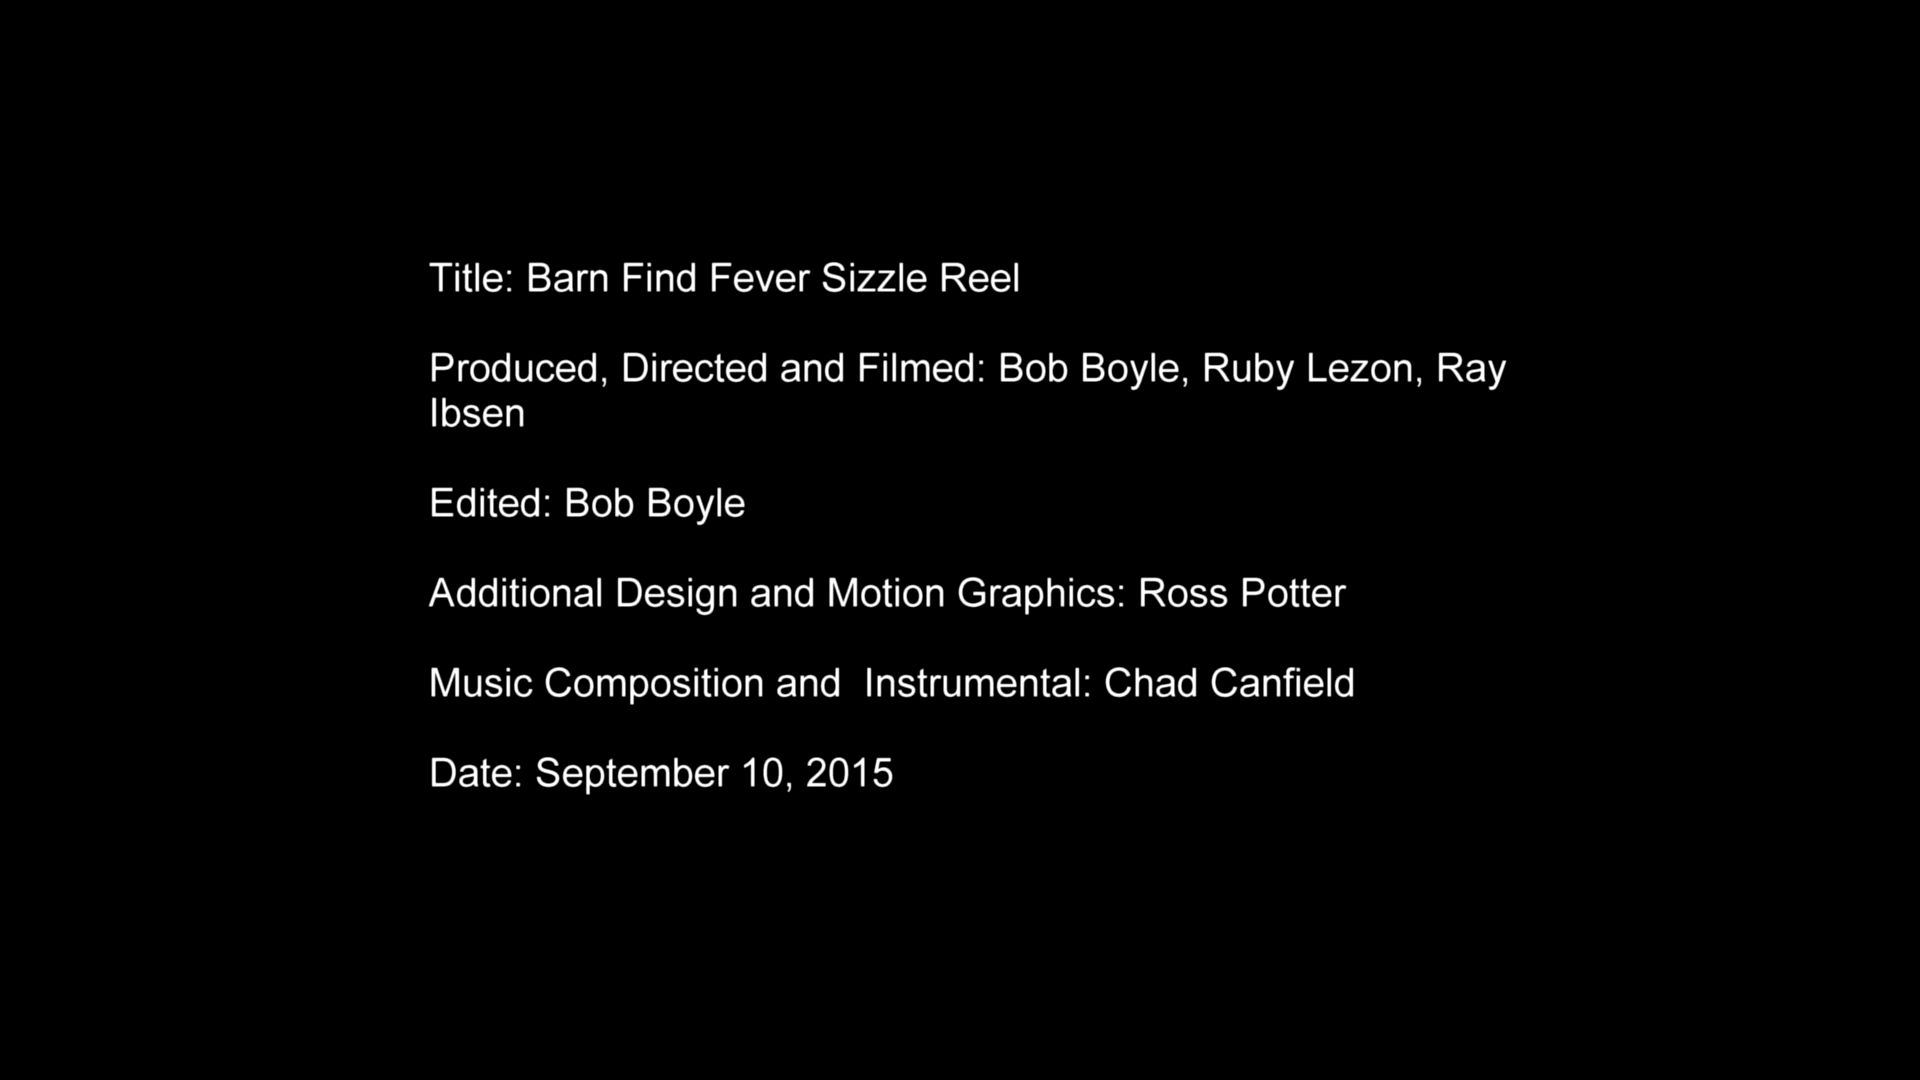 Title: Barn Find Fever Sizzle Reel
Produced, Directed and Filmed: Bob Boyle, Ruby Lezon, Ray
Ibsen
Edited: Bob Boyle
Additional Design and Motion Graphics: Ross Potter
Music Composition and  Instrumental: Chad Canfield
Date: September 10, 2015